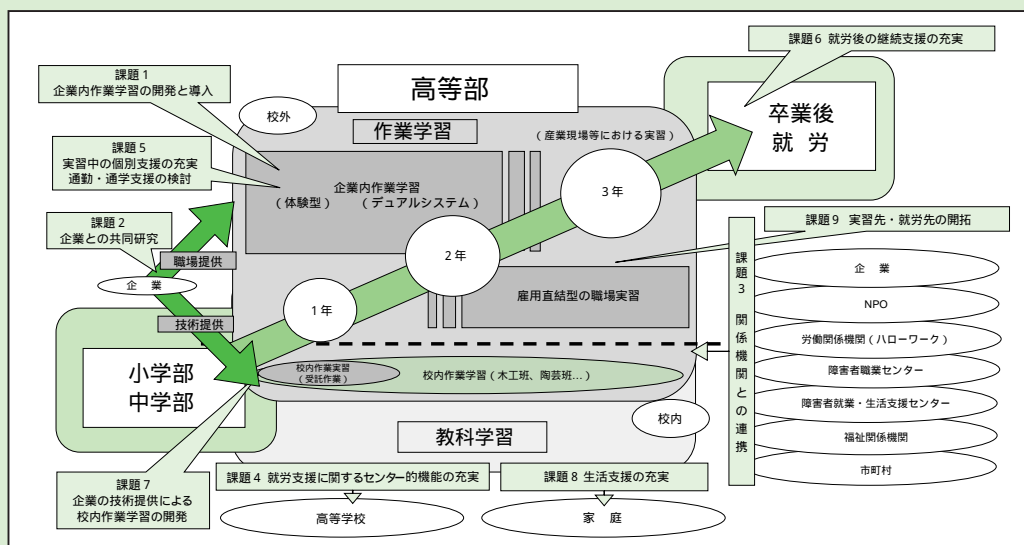 課題6 就労後の継続支援の充実
課題1
企業内作業学習の開発と導入
高等部
卒業後
就 労
校外
作業学習
（産業現場等における実習）
課題5
実習中の個別支援の充実
通勤・通学支援の検討
企業内作業学習
（体験型）　（デュアルシステム）
3年
課題2
企業との共同研究
課題9 実習先・就労先の開拓
2年
職場提供
企 業
技術提供
1年
雇用直結型の職場実習
課題3 関係機関との連携
企 業
NPO
労働関係機関（ハローワーク）
障害者職業センター
障害者就業・生活支援センター
福祉関係機関
市町村
小学部
中学部
校内作業実習
（受託作業）
校内作業学習（木工班、陶芸班…）
校内
教科学習
課題7
企業の技術提供による
校内作業学習の開発
課題4 就労支援に関するセンター的機能の充実
課題8 生活支援の充実
高等学校
家 庭